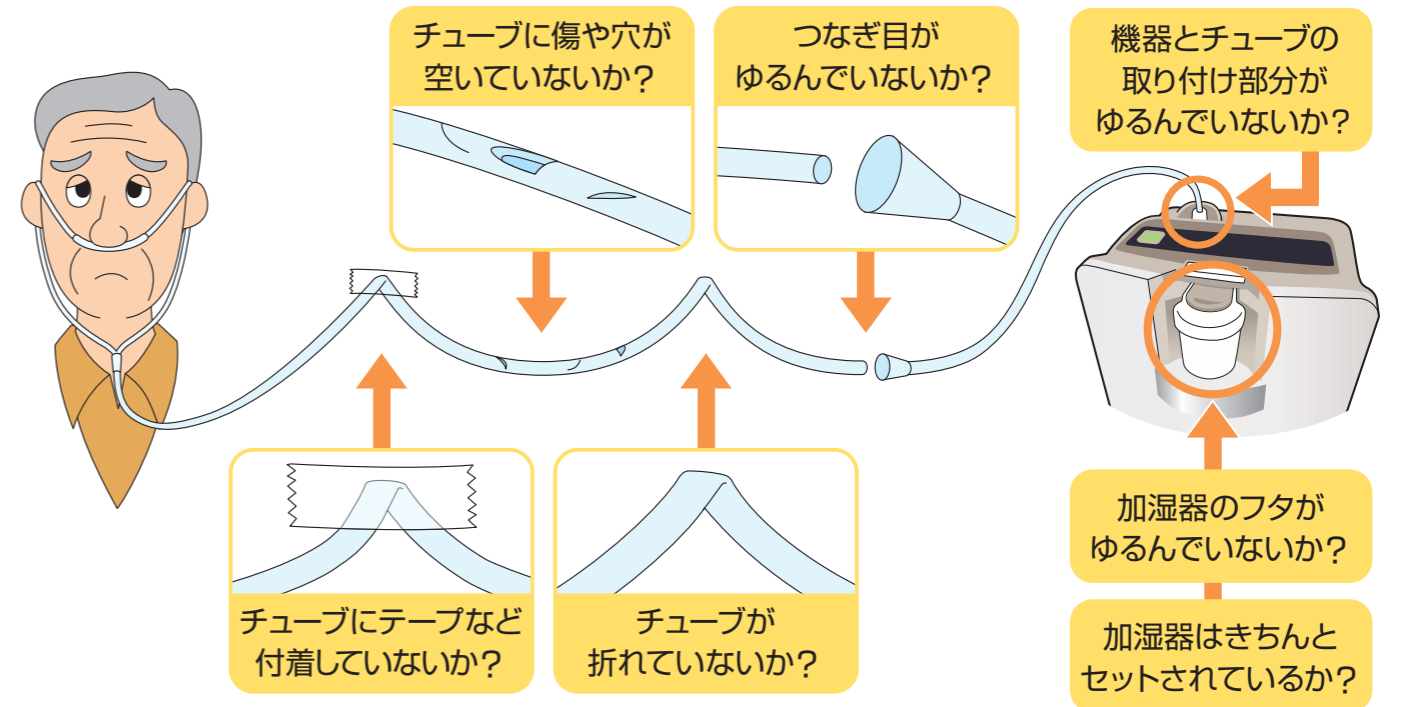 チューブに傷や穴が
空いていないか?
つなぎ目が
ゆるんでいないか?
機器とチューブの
取り付け部分が
ゆるんでいないか?
チューブにテープなど
付着していないか?
チューブが
折れていないか?
加湿器のフタが
ゆるんでいないか?
加湿器はきちんと
セットされているか?